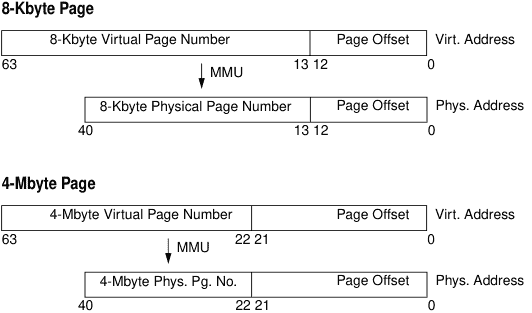 8-Kbyte Page
8-Kbyte Virtual Page Number Page Offset Virt. Address
63 13 12 0
MMU
8-Kbyte Physical Page Number Page Offset Phys. Address
40 13 12 0
4-Mbyte Page
4-Mbyte Virtual Page Number Page Offset Virt. Address
63 22 21 0
MMU
4-Mbyte Phys. Pg. No. Page Offset Phys. Address
40 22 21 0